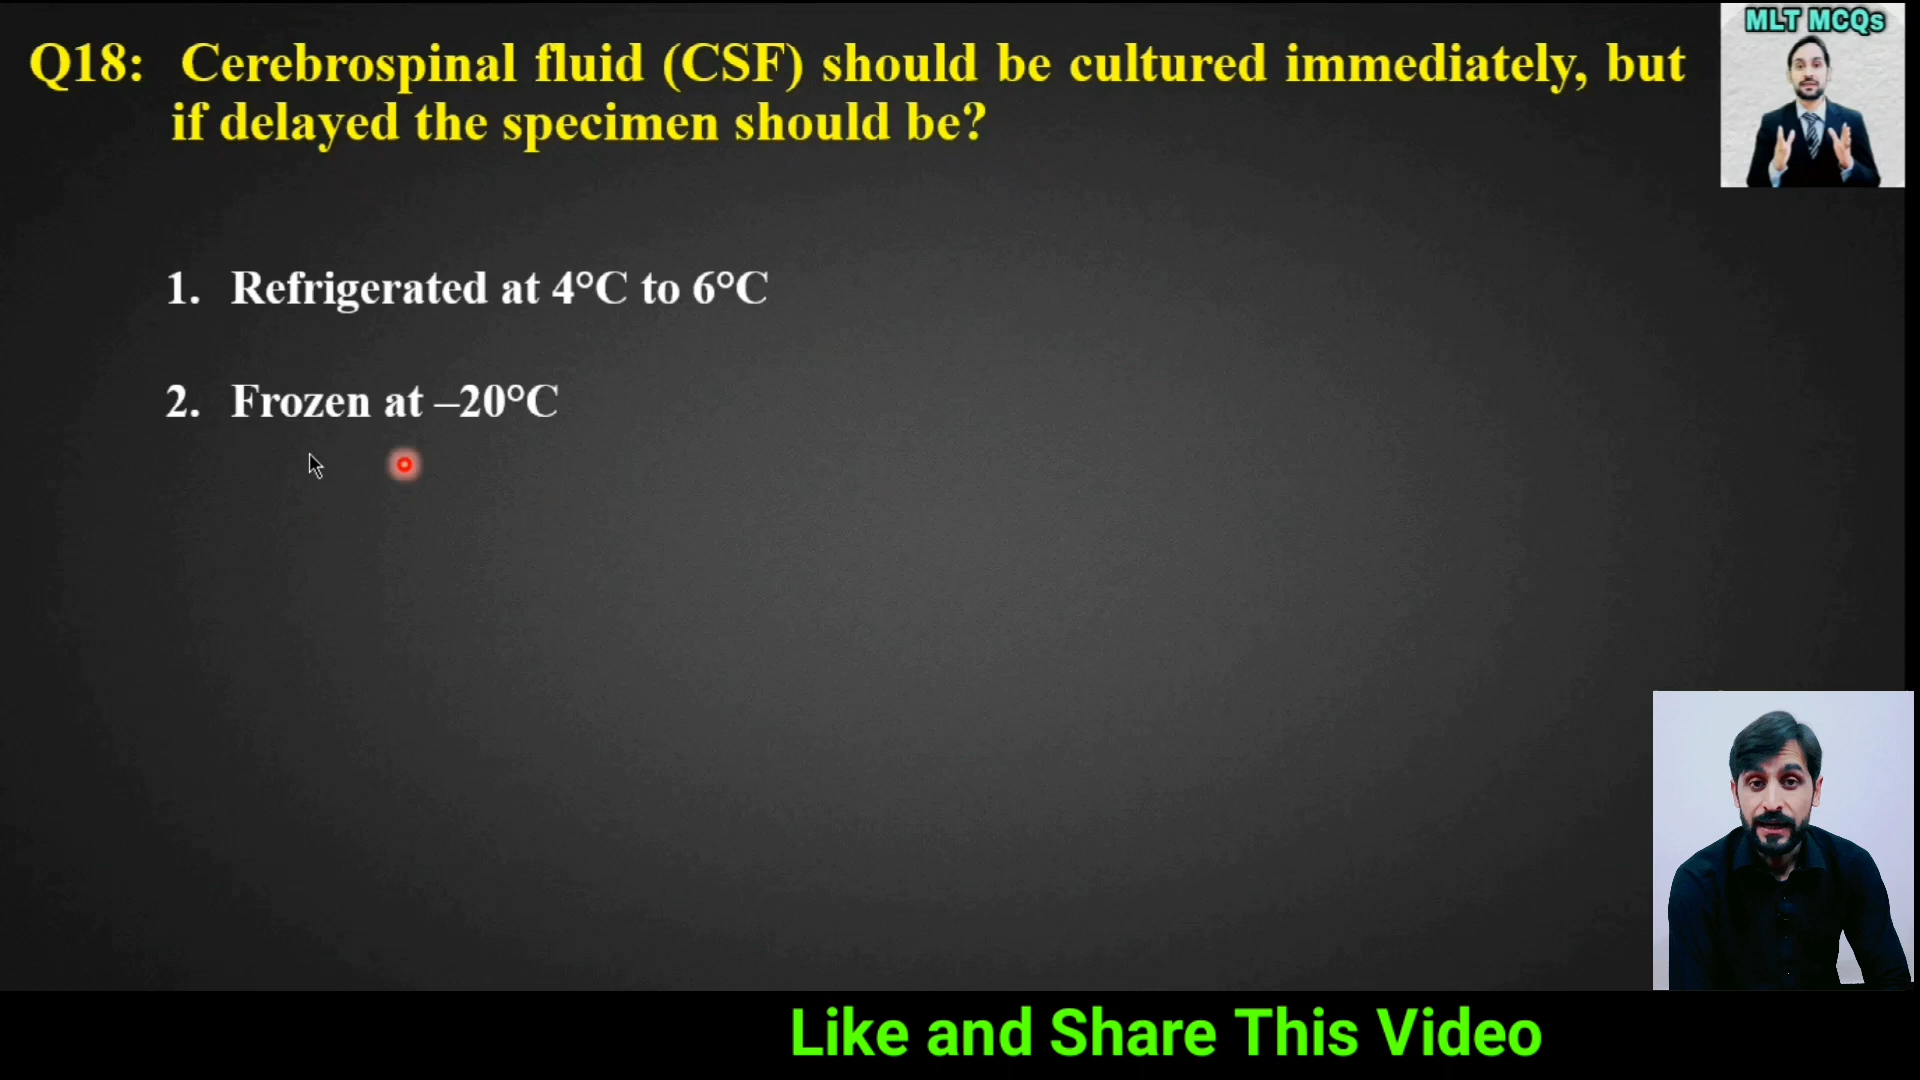 MLT MCQs
Q18: Cerebrospinal fluid (CSF) should be cultured immediately, but
if delayed the specimen should be?
1. Refrigerated at 4°C to 6°C
2. Frozen at –20°C
Like and Share This Video